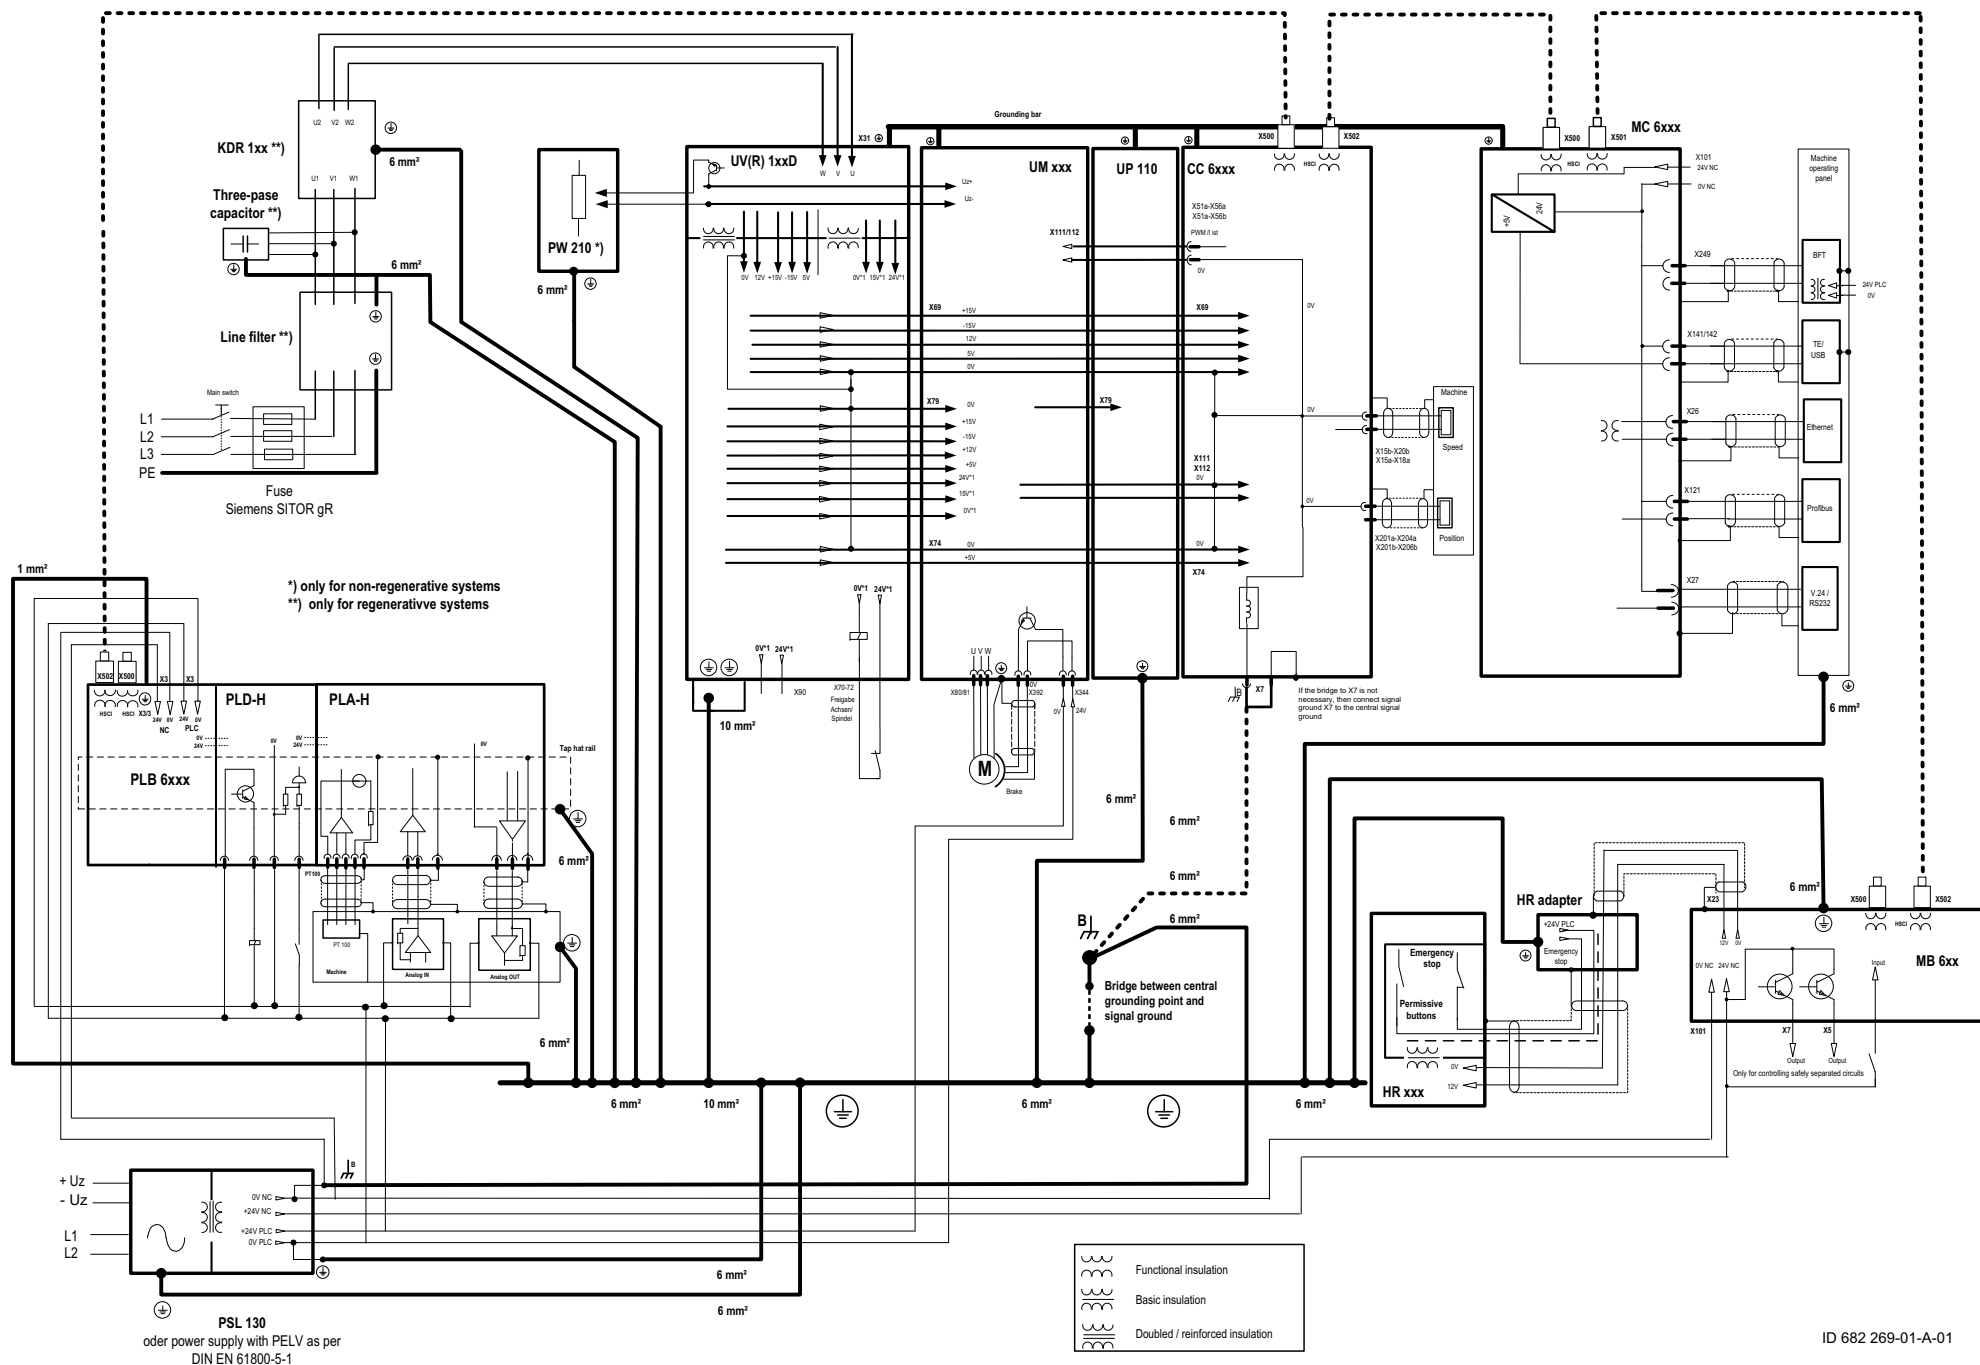 Grounding bar
U2 V2 W2
KDR 1xx **)
U1 V1 W1
6 mm²
Three-pase
capacitor **)
6 mm²
Line filter **)
Main switch
L1
L2
L3
PE
Fuse
Siemens SITOR gR
PW 210 *)
6 mm²
X31
UV(R) 1xxD
W V U
Uz+
Uz-
0V 12V +15V -15V 5V
0V*1 15V*1 24V*1
UM xxx
UP 110
CC 6xxx
X500
X502
HSCI
X51a-X56a
X51a-X56b
PWM /I ist
X111/112
0V
0V
X69
+15V
-15V
12V
5V
0V
X69
X79
0V
+15V
-15V
+12V
+5V
24V*1
15V*1
0V*1
X79
X111
X112
0V
0V
0V
X74
0V
+5V
0V
X74
Machine
Speed
X15b-X20b
X15a-X18a
Position
X201a-X204a
X201b-X206b
MC 6xxx
X500
X501
HSCI
X101
24V NC
0V NC
+5V
24V
Machine
operating
panel
X249
BFT
24V PLC
0V
X141/142
TE/
USB
X26
Ethernet
X121
Profibus
X27
V.24 /
RS232
6 mm²
1 mm²
*) only for non-regenerative systems
**) only for regenerativve systems
X502 X500
X3 X3
HSCI HSCI
X3/3
24V 0V 24V 0V
NC PLC
0V
24V
PLD-H
0V
0V
24V
PLA-H
0V
Tap hat rail
PLB 6xxx
6 mm²
PT100
PT 100
Machine
Analog IN
Analog OUT
6 mm²
0V*1 24V*1
0V*1 24V*1
X90
10 mm²
X70-72
Freigabe
Achsen/
Spindel
U V W
X80/81
0V
X392
X344
0V 24V
M
Brake
B
X7
If the bridge to X7 is not
necessary, then connect signal
ground X7 to the central signal
ground
6 mm²
6 mm²
6 mm²
6 mm²
B
Bridge between central
grounding point and
signal ground
HR adapter
+24V PLC
Emergency
stop
Emergency
stop
Permissive
buttons
0V
12V
HR xxx
6 mm²
X23
X500
X502
HSCI
12V 0V
0V NC 24V NC
Input
MB 6xx
X101
X7
X5
Output
Output
Only for controlling safely separated circuits
6 mm²
10 mm²
6 mm²
6 mm²
B
+ Uz
- Uz
L1
L2
0V NC
+24V NC
+24V PLC
0V PLC
6 mm²
6 mm²
PSL 130
oder power supply with PELV as per
DIN EN 61800-5-1
Functional insulation
Basic insulation
Doubled / reinforced insulation
ID 682 269-01-A-01